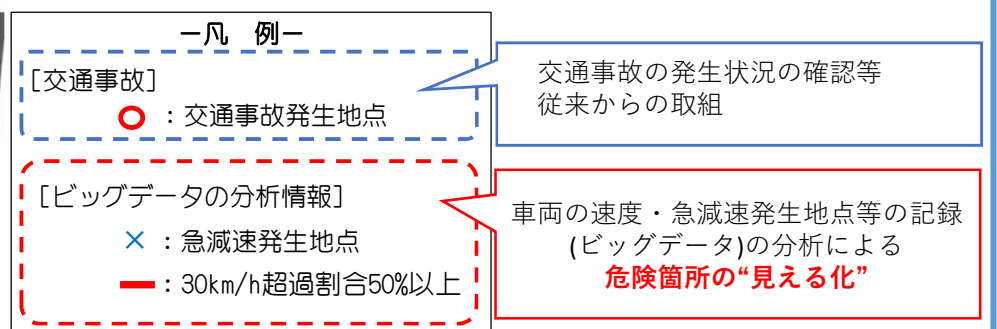 －凡　例－
[交通事故]
：交通事故発生地点
交通事故の発生状況の確認等
従来からの取組
[ビッグデータの分析情報]
×：急減速発生地点
：30km/h超過割合50%以上
車両の速度・急減速発生地点等の記録
(ビッグデータ)の分析による
危険箇所の“見える化”